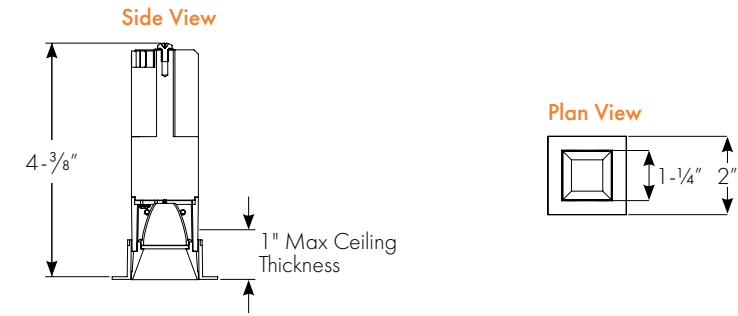 Side View
4-⅜"
1" Max Ceiling
Thickness
Plan View
1-¼"
2"